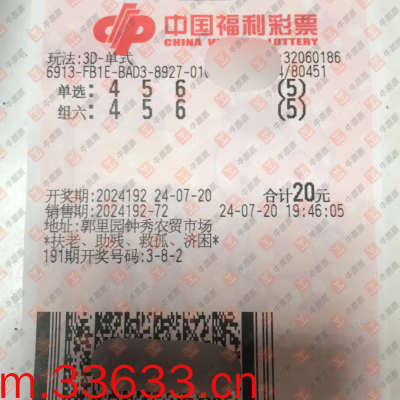 中国福利彩票
CHINA W LOTTERY
玩法:3D-单式 :32060186
6913-FB1E-BAD3-8927-01 /80451
单选: 4 5 6 (5)
组六: 4 5 6 (5)
开奖期:2024192 24-07-20 合计20元
销售期:2024192-72 24-07-20 19:46:05
地址:郭里园钟秀农贸市场
*扶老、助残、救孤、济困*
191期开奖号码:3-8-2
m.33633.cn